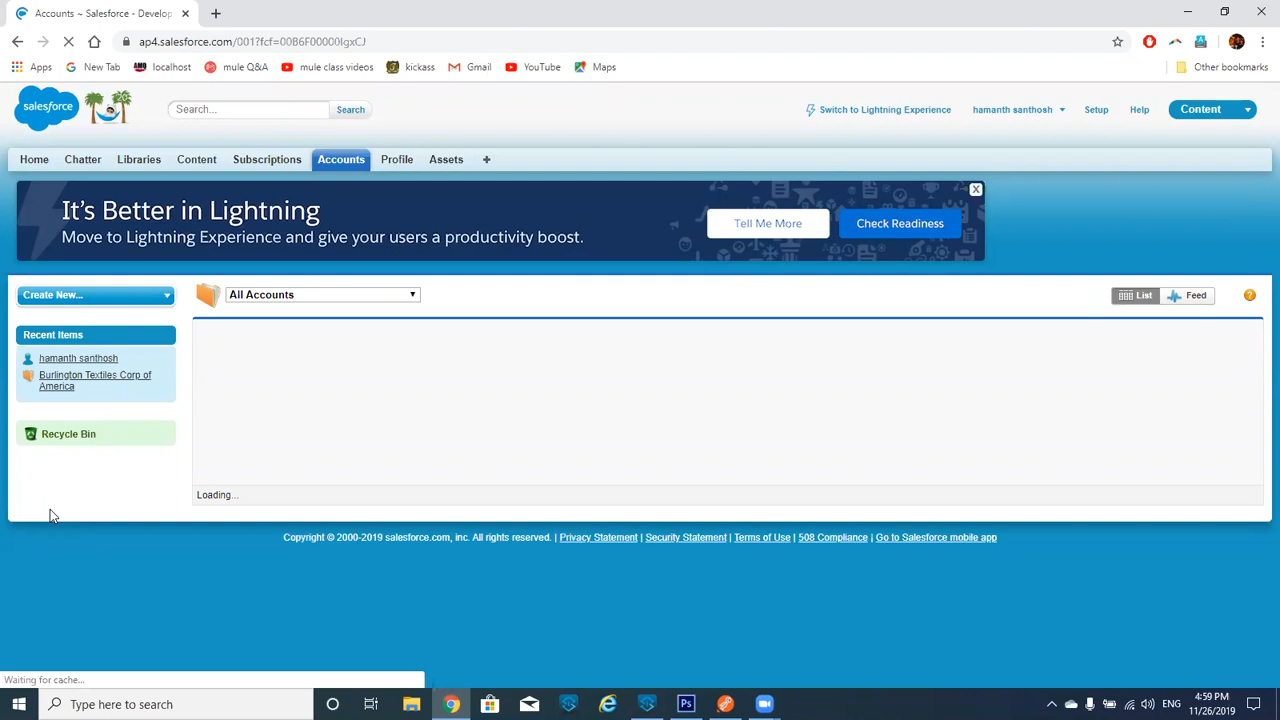 Accounts ~ Salesforce - Develop
ap4.salesforce.com/001?fcf=00B6F00000IgxCJ
Apps
New Tab
localhost
mule Q&A
mule class videos
kickass
Gmail
YouTube
Maps
Other bookmarks
salesforce
Search...
Search
Switch to Lightning Experience
hamanth santhosh
Setup
Help
Content
Home
Chatter
Libraries
Content
Subscriptions
Accounts
Profile
Assets
It's Better in Lightning
Move to Lightning Experience and give your users a productivity boost.
Tell Me More
Check Readiness
X
Create New...
All Accounts
List
Feed
?
Recent Items
hamanth santhosh
Burlington Textiles Corp of
America
Recycle Bin
Loading...
Copyright © 2000-2019 salesforce.com, inc. All rights reserved. | Privacy Statement | Security Statement | Terms of Use | 508 Compliance | Go to Salesforce mobile app
Waiting for cache...
Type here to search
Ps
ENG
4:59 PM
11/26/2019